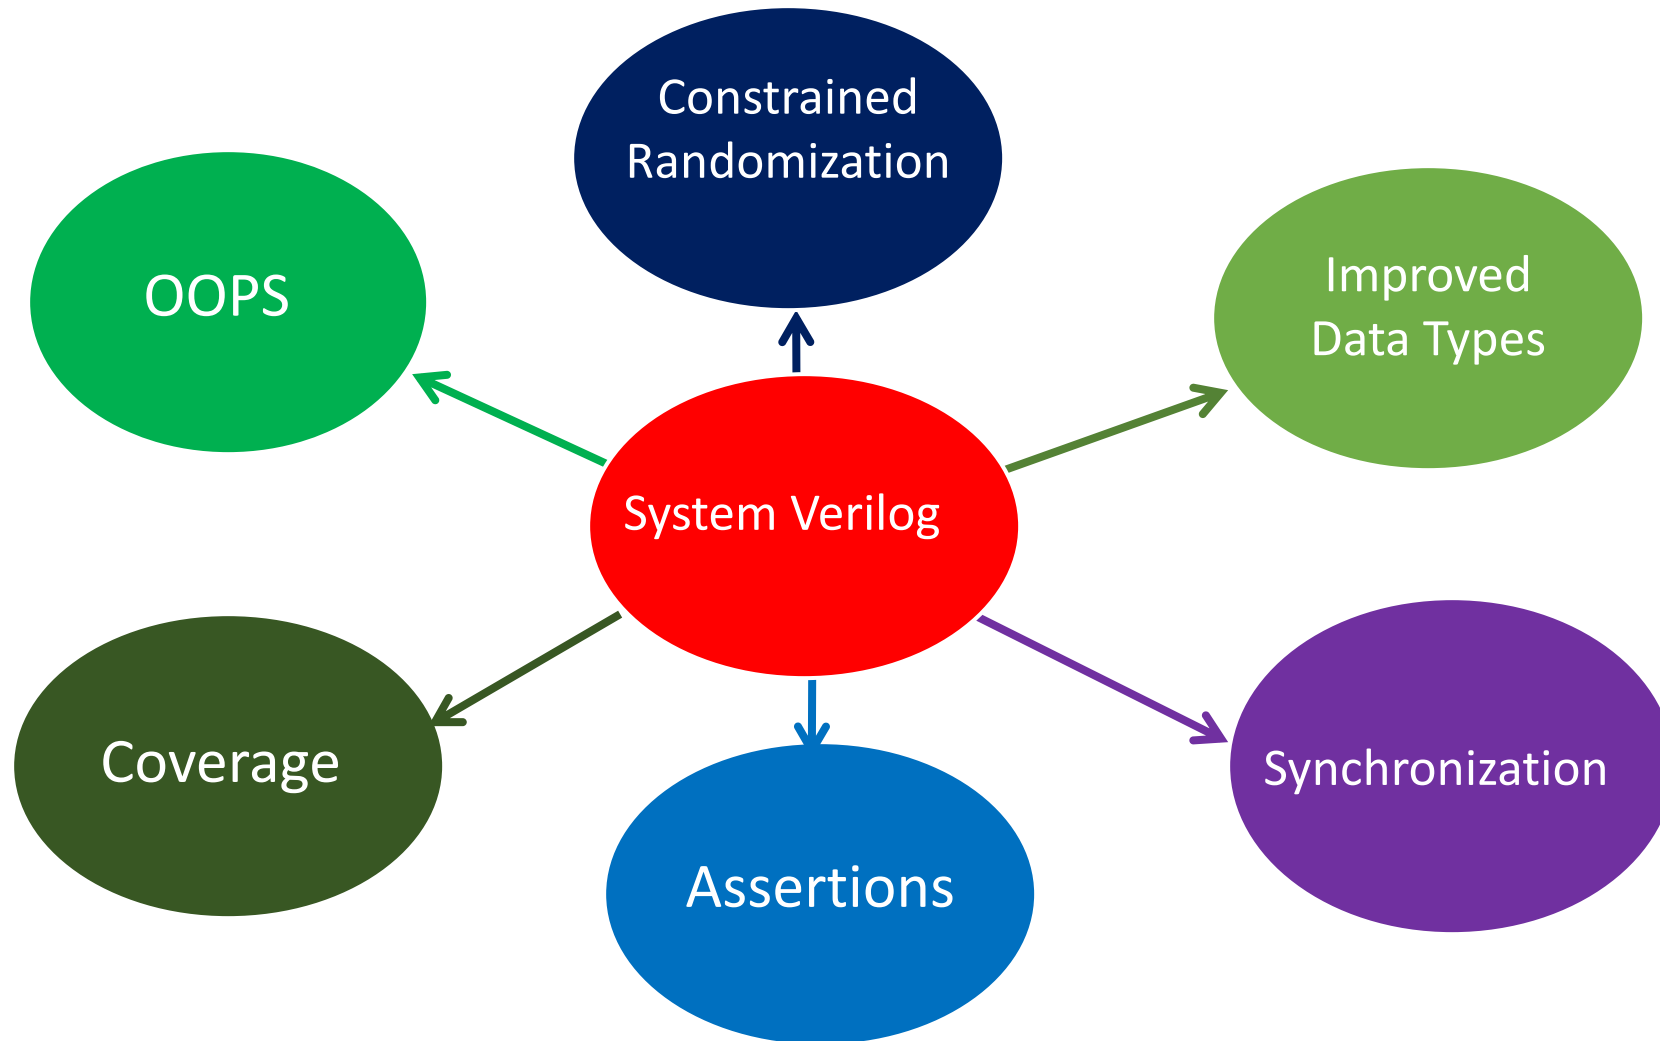 Constrained
Randomization
OOPS
Improved
Data Types
System Verilog
Coverage
Synchronization
Assertions